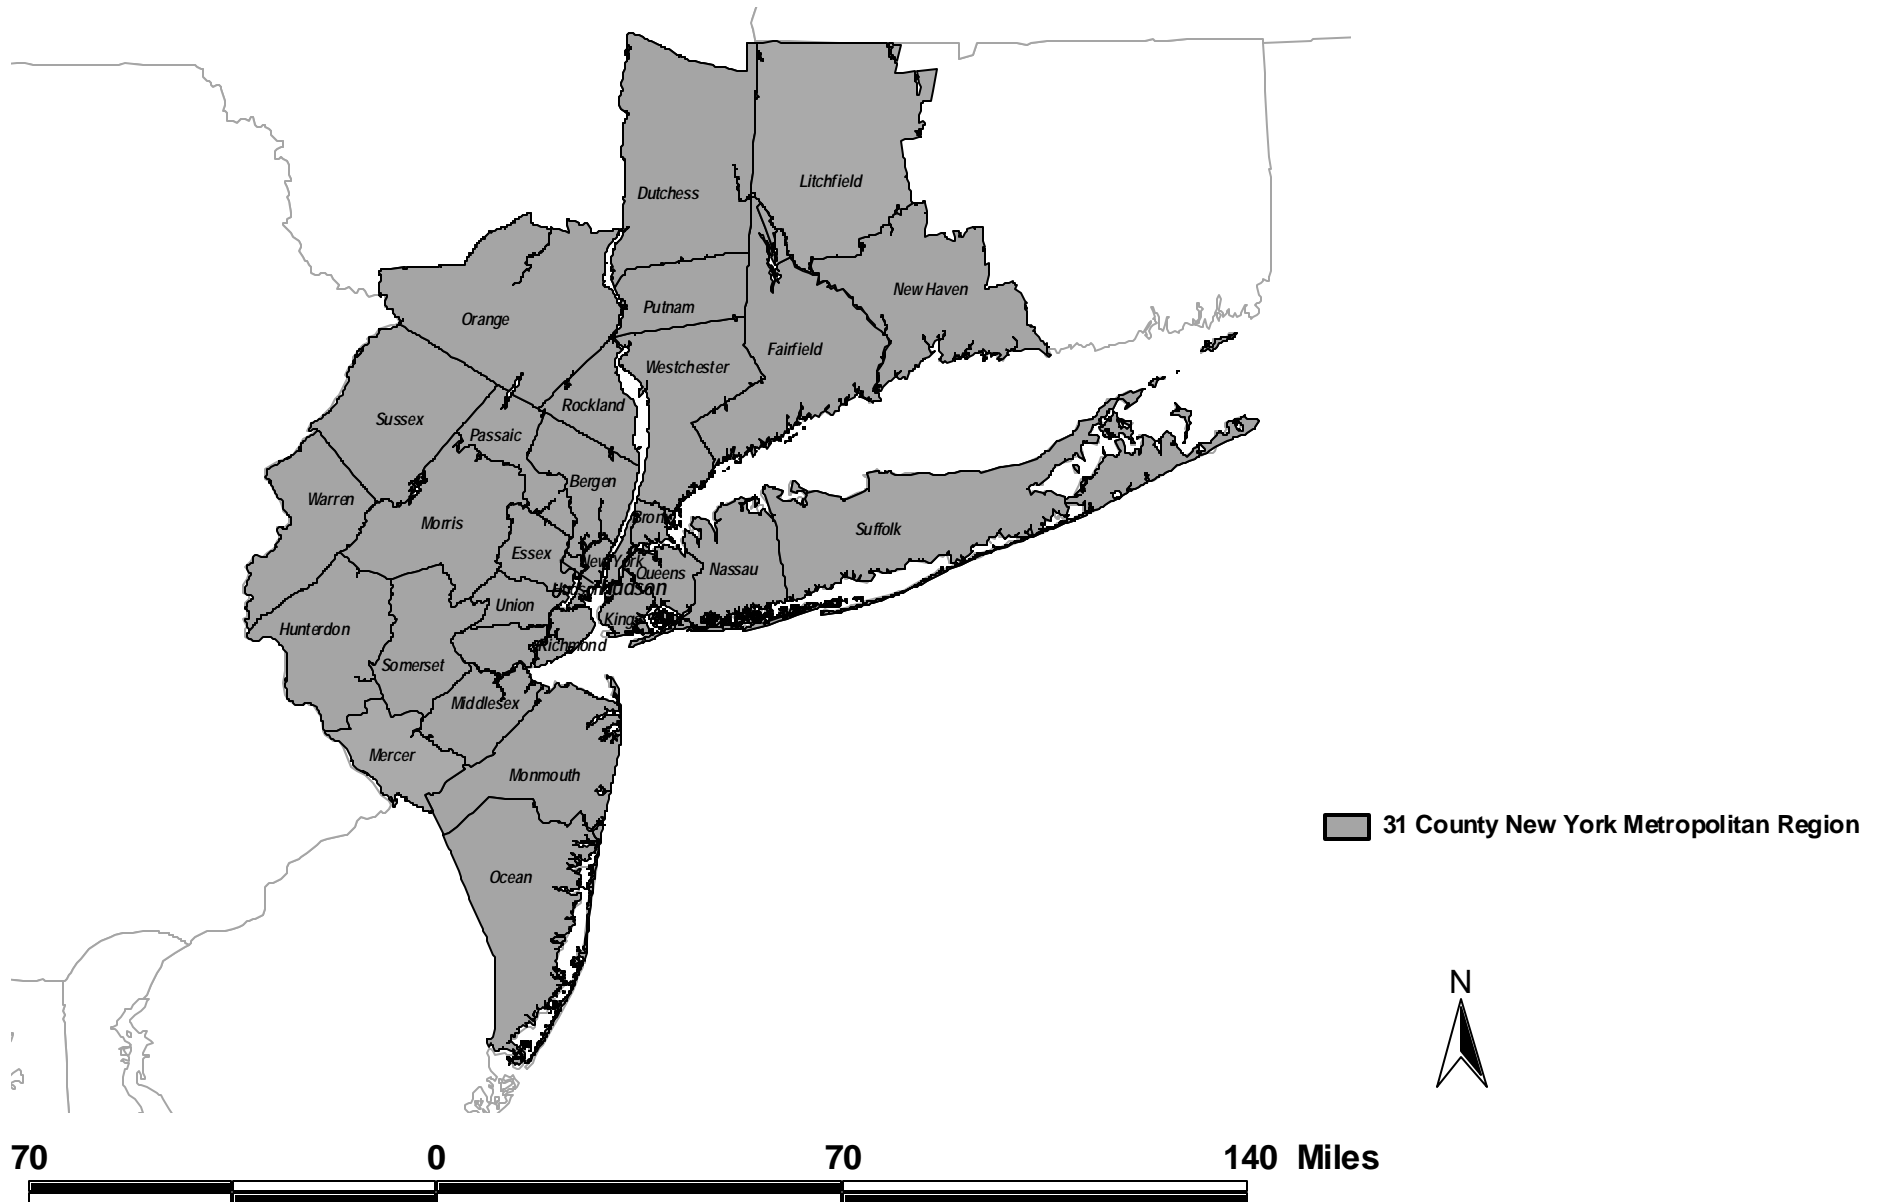 Litchfield
Dutchess
New Haven
Putnam
Orange
Fairfield
Westchester
Rockland
Sussex
Passaic
Bergen
Warren
Bronx
Morris
Suffolk
Essex
New York
Nassau
Queens
Hudson
Hudson
Union
Kings
Hunterdon
Richmond
Somerset
Middlesex
Mercer
Monmouth
31 County New York Metropolitan Region
Ocean
N
70 0 70 140 Miles